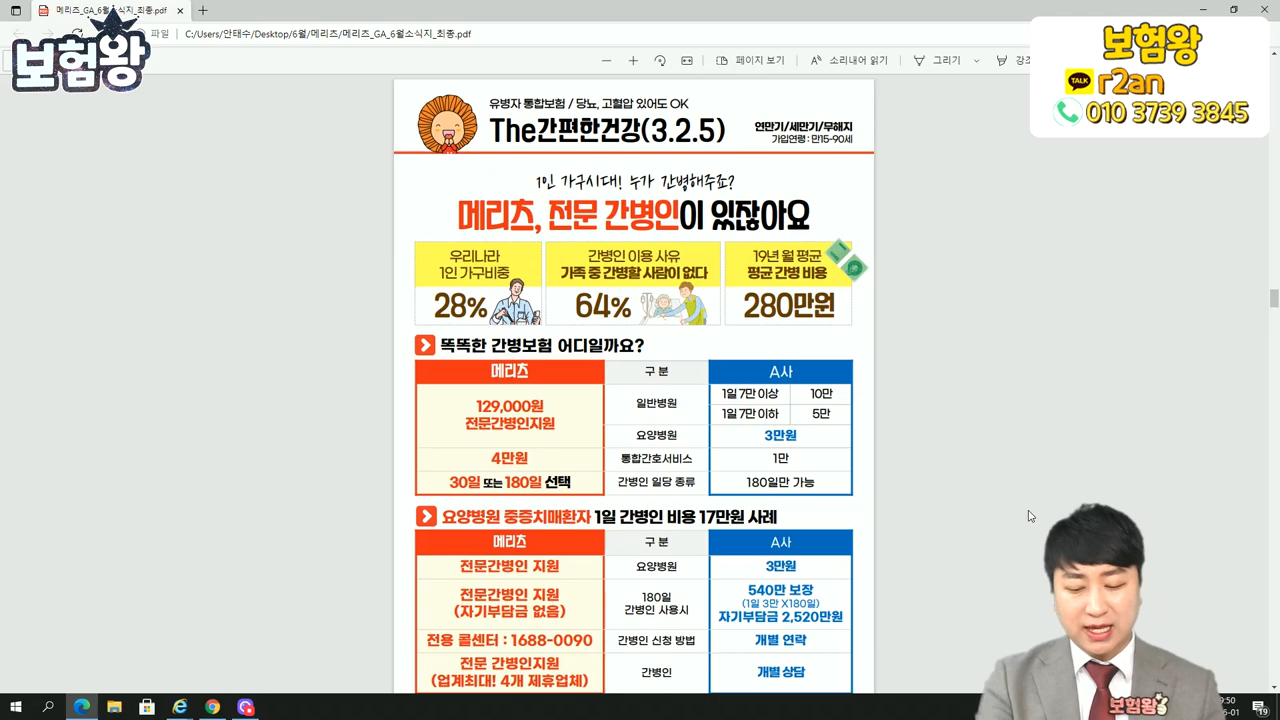 메리츠_GA_6월소식지_최종.pdf
파일
C:/Users/안태수/Desktop/6월/메리츠/메리츠_GA_6월소식지_최종.pdf
페이지 보기
소리내어 읽기
그리기
강조
보험왕
보험왕
TALK r2an
010 3739 3845
유병자 통합보험 / 당뇨, 고혈압 있어도 OK
The간편한건강(3.2.5)
연만기/세만기/무해지
가입연령 : 만15-90세
1인 가구시대! 누가 간병해주죠?
메리츠, 전문 간병인이 있잖아요
우리나라
1인 가구비중
28%
간병인 이용 사유
가족 중 간병할 사람이 없다
64%
19년 월 평균
평균 간병 비용
280만원
똑똑한 간병보험 어디일까요?
메리츠 구 분 A사
129,000원
전문간병인지원
일반병원
1일 7만 이상 10만
1일 7만 이하 5만
요양병원 3만원
4만원 통합간호서비스 1만
30일 또는 180일 선택 간병인 일당 종류 180일만 가능
요양병원 중증치매환자 1일 간병인 비용 17만원 사례
메리츠 구 분 A사
전문간병인 지원 요양병원 3만원
전문간병인 지원
(자기부담금 없음)
180일
간병인 사용시
540만 보장
(1일 3만 X180일)
자기부담금 2,520만원
전용 콜센터 : 1688-0090 간병인 신청 방법 개별 연락
전문 간병인지원
(업계최대! 4개 제휴업체)
간병인
개별 상담
보험왕
19